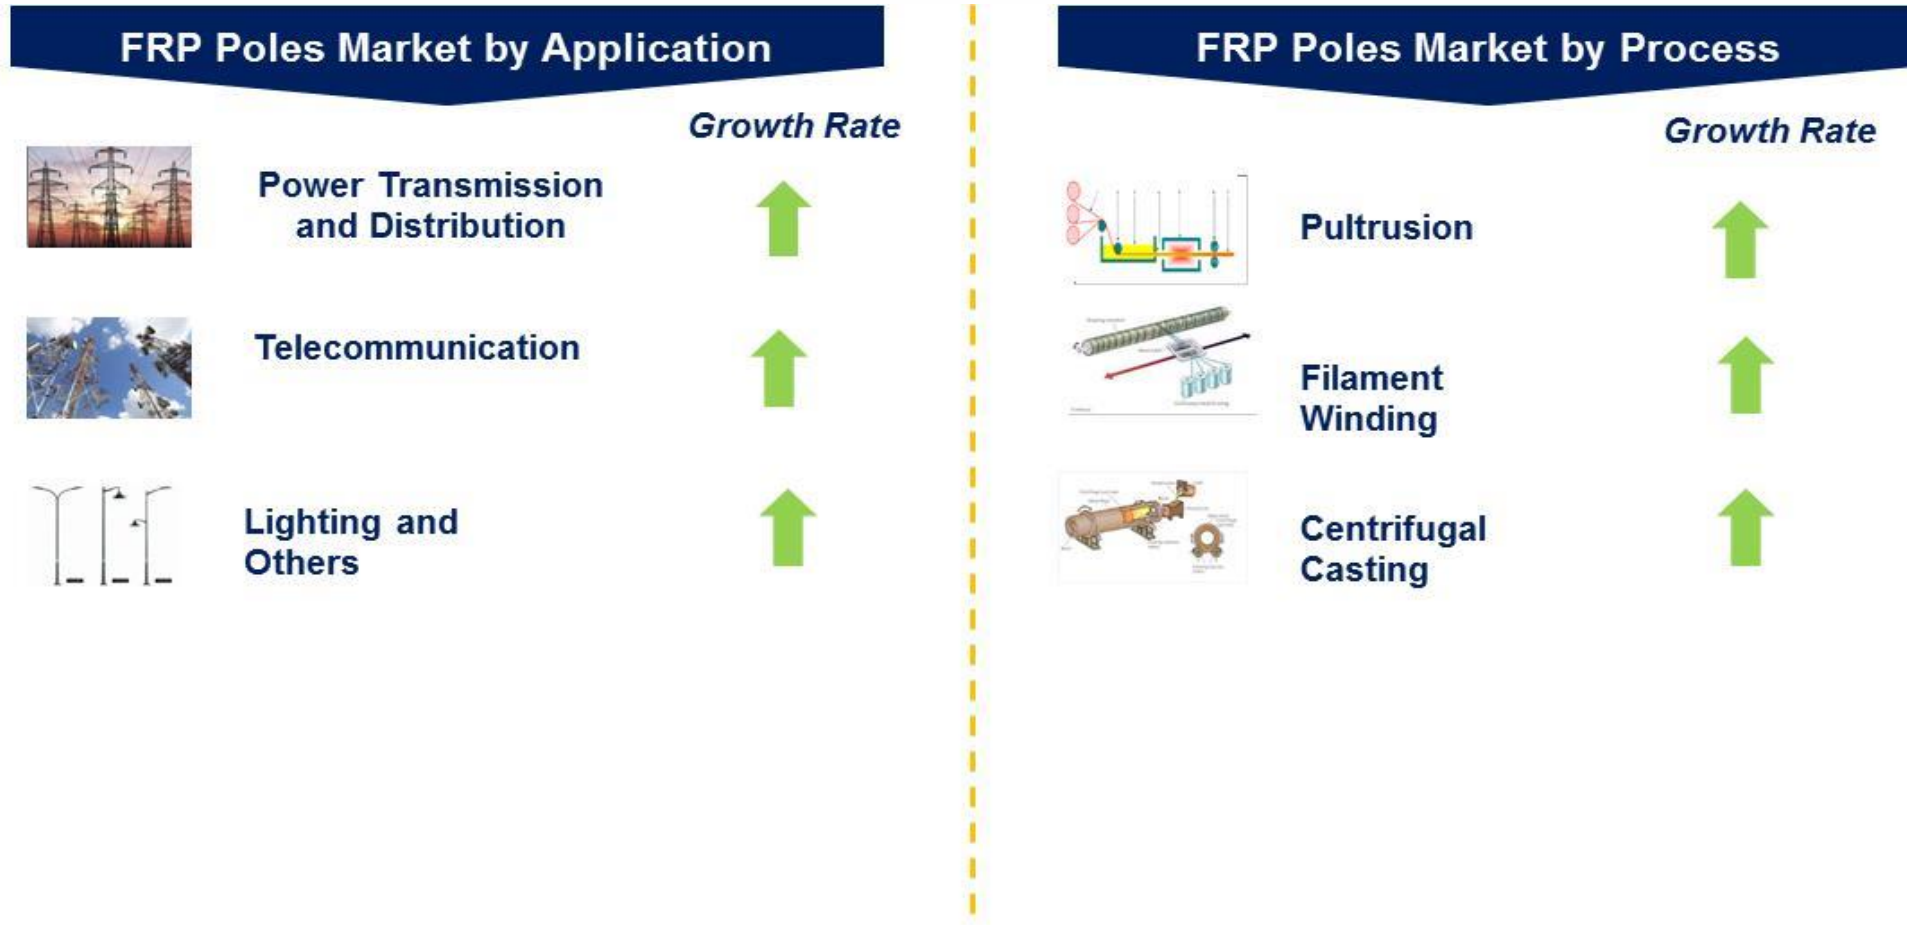 FRP Poles Market by Application
Growth Rate
Power Transmission
and Distribution
Telecommunication
Lighting and
Others
FRP Poles Market by Process
Growth Rate
Pultrusion
Filament
Winding
Centrifugal
Casting